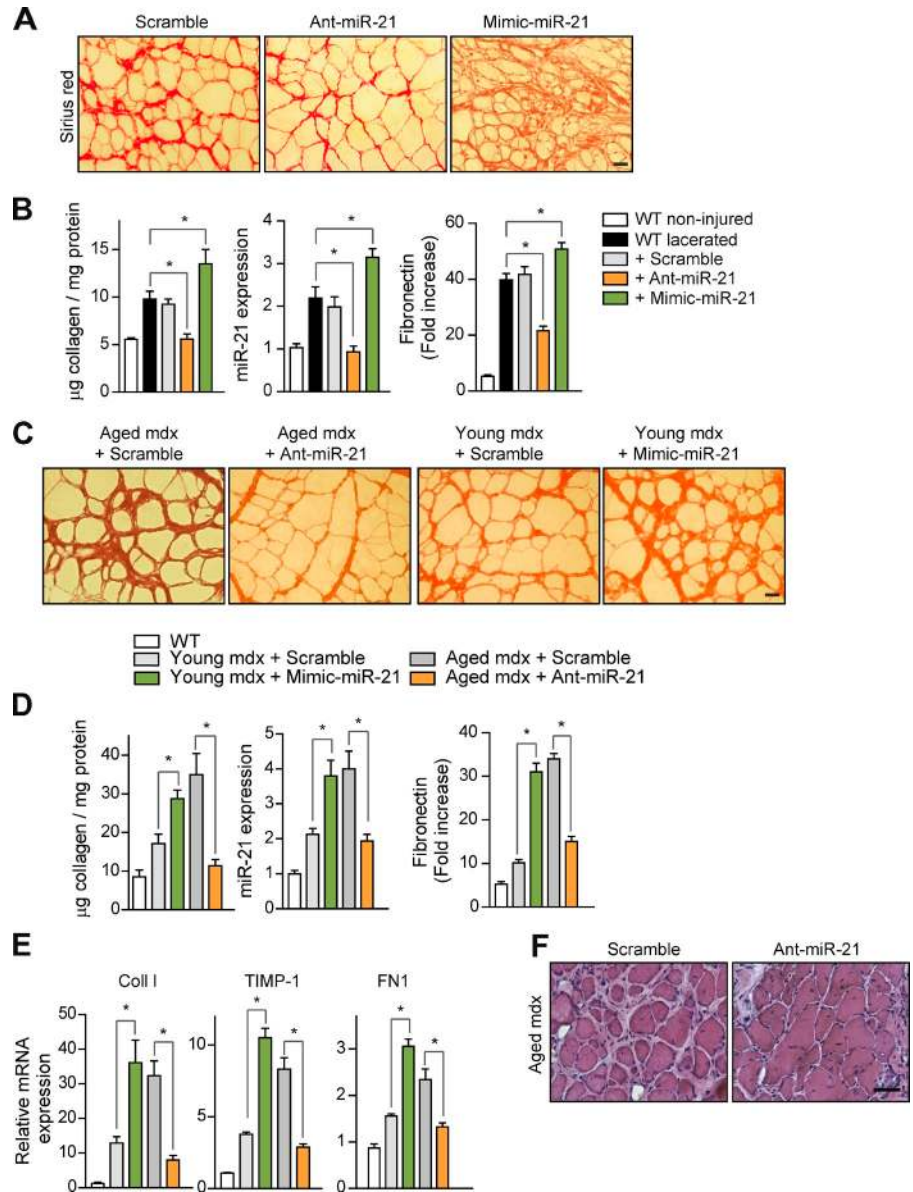 A
Scramble
Ant-miR-21
Mimic-miR-21
Sirius red
B
µg collagen / mg protein
15
10
5
0
*
*
miR-21 expression
4
3
2
1
0
*
*
Fibronectin
(Fold increase)
60
40
20
0
*
*
WT non-injured
WT lacerated
+ Scramble
+ Ant-miR-21
+ Mimic-miR-21
C
Aged mdx
+ Scramble
Aged mdx
+ Ant-miR-21
Young mdx
+ Scramble
Young mdx
+ Mimic-miR-21
WT
Young mdx + Scramble
Young mdx + Mimic-miR-21
Aged mdx + Scramble
Aged mdx + Ant-miR-21
D
µg collagen / mg protein
40
30
20
10
0
*
*
miR-21 expression
4
3
2
1
0
*
*
Fibronectin
(Fold increase)
40
30
20
10
0
*
*
E
Relative mRNA
expression
Coll I
50
40
30
20
10
0
*
*
TIMP-1
10
5
0
*
*
FN1
3
2
1
0
*
*
F
Scramble
Ant-miR-21
Aged mdx